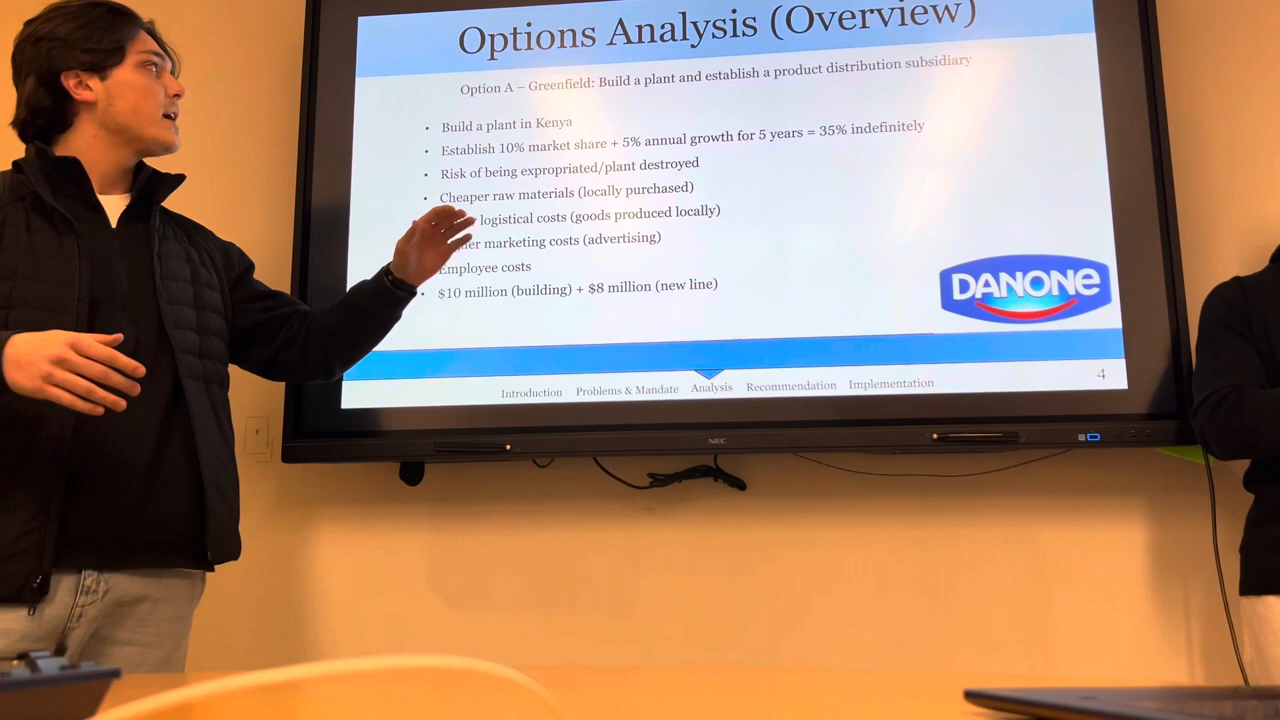 Options Analysis (Overview)
Option A – Greenfield: Build a plant and establish a product distribution subsidiary
• Build a plant in Kenya
• Establish 10% market share + 5% annual growth for 5 years = 35% indefinitely
• Risk of being expropriated/plant destroyed
• Cheaper raw materials (locally purchased)
logistical costs (goods produced locally)
marketing costs (advertising)
Employee costs
• $10 million (building) + $8 million (new line)
DANONE
Introduction Problems & Mandate Analysis Recommendation Implementation
4
NEC